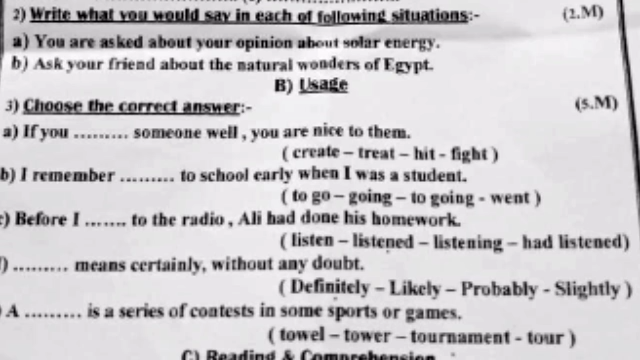 2) Write what you would say in each of following situations:- (2.M)
a) You are asked about your opinion about solar energy.
b) Ask your friend about the natural wonders of Egypt.
B) Usage
3) Choose the correct answer:- (5.M)
a) If you ......... someone well , you are nice to them.
( create – treat – hit - fight )
b) I remember ......... to school early when I was a student.
( to go – going – to going - went )
c) Before I ....... to the radio , Ali had done his homework.
( listen – listened – listening – had listened)
) ......... means certainly, without any doubt.
( Definitely – Likely – Probably - Slightly )
A ......... is a series of contests in some sports or games.
( towel – tower – tournament - tour )
C) Reading & Comprehension